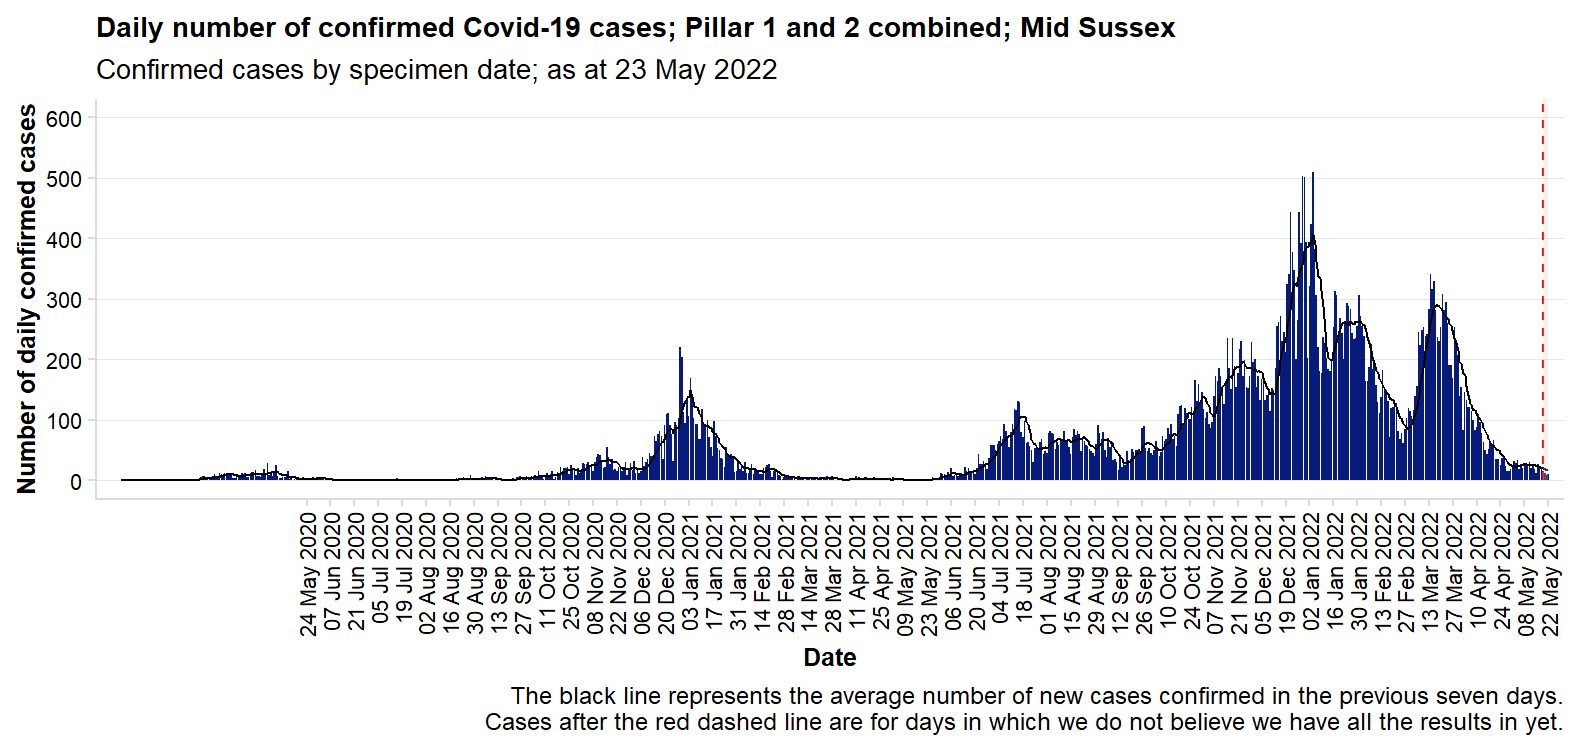 Daily number of confirmed Covid-19 cases; Pillar 1 and 2 combined; Mid Sussex
Confirmed cases by specimen date; as at 23 May 2022
Number of daily confirmed cases
600
500
400
300
200
100
0
24 May 2020
07 Jun 2020
21 Jun 2020
05 Jul 2020
19 Jul 2020
02 Aug 2020
16 Aug 2020
30 Aug 2020
13 Sep 2020
27 Sep 2020
11 Oct 2020
25 Oct 2020
08 Nov 2020
22 Nov 2020
06 Dec 2020
20 Dec 2020
03 Jan 2021
17 Jan 2021
31 Jan 2021
14 Feb 2021
28 Feb 2021
14 Mar 2021
28 Mar 2021
11 Apr 2021
25 Apr 2021
09 May 2021
23 May 2021
06 Jun 2021
20 Jun 2021
04 Jul 2021
18 Jul 2021
01 Aug 2021
15 Aug 2021
29 Aug 2021
12 Sep 2021
26 Sep 2021
10 Oct 2021
24 Oct 2021
07 Nov 2021
21 Nov 2021
05 Dec 2021
19 Dec 2021
02 Jan 2022
16 Jan 2022
30 Jan 2022
13 Feb 2022
27 Feb 2022
13 Mar 2022
27 Mar 2022
10 Apr 2022
24 Apr 2022
08 May 2022
22 May 2022
Date
The black line represents the average number of new cases confirmed in the previous seven days.
Cases after the red dashed line are for days in which we do not believe we have all the results in yet.